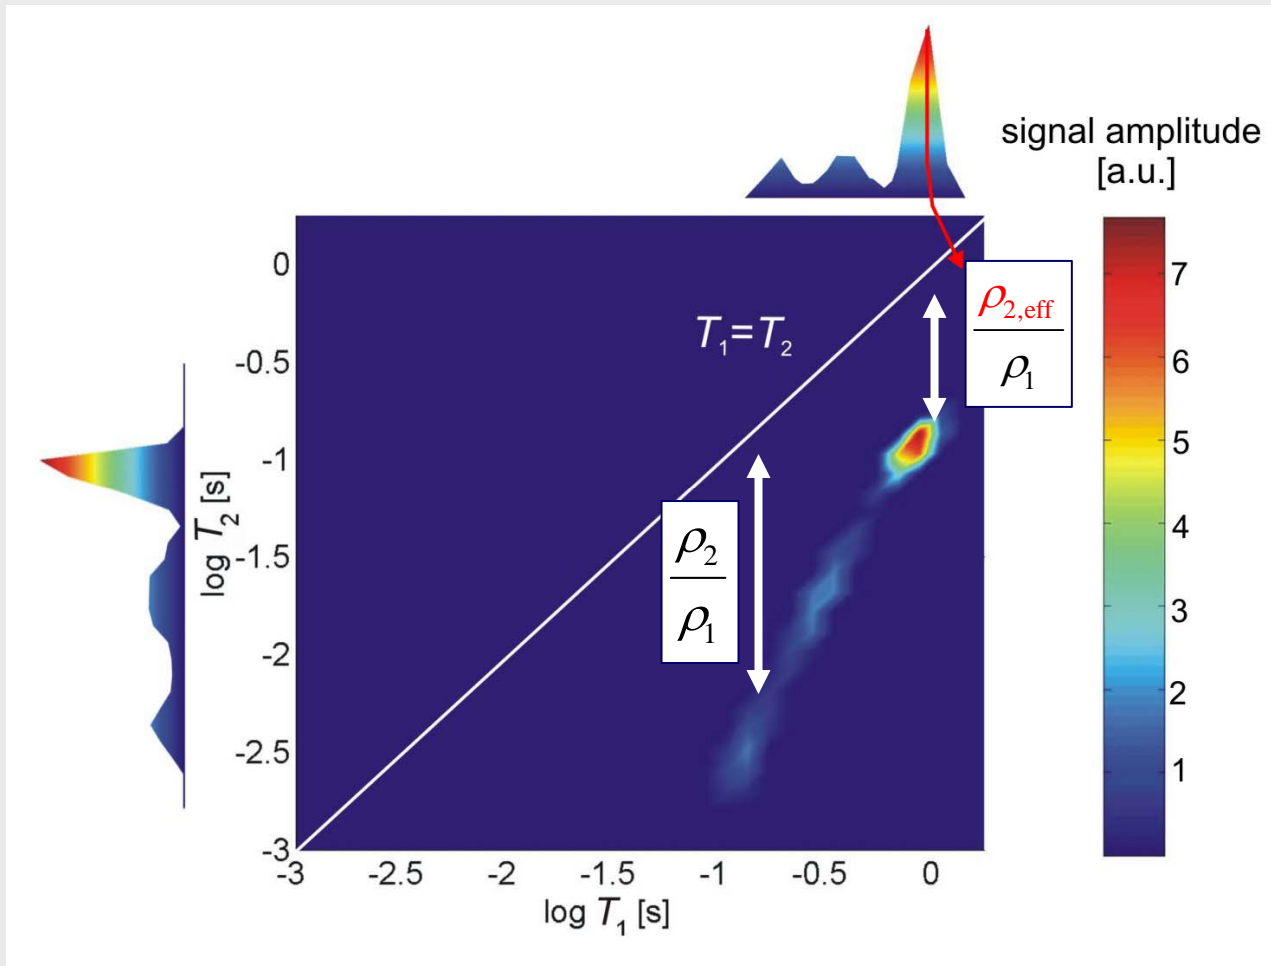 signal amplitude
[a.u.]
0
-0.5
-1
-1.5
-2
-2.5
-3
log T₂ [s]
T₁=T₂
ρ₂,eff
ρ₁
ρ₂
ρ₁
7
6
5
4
3
2
1
-3 -2.5 -2 -1.5 -1 -0.5 0
log T₁ [s]